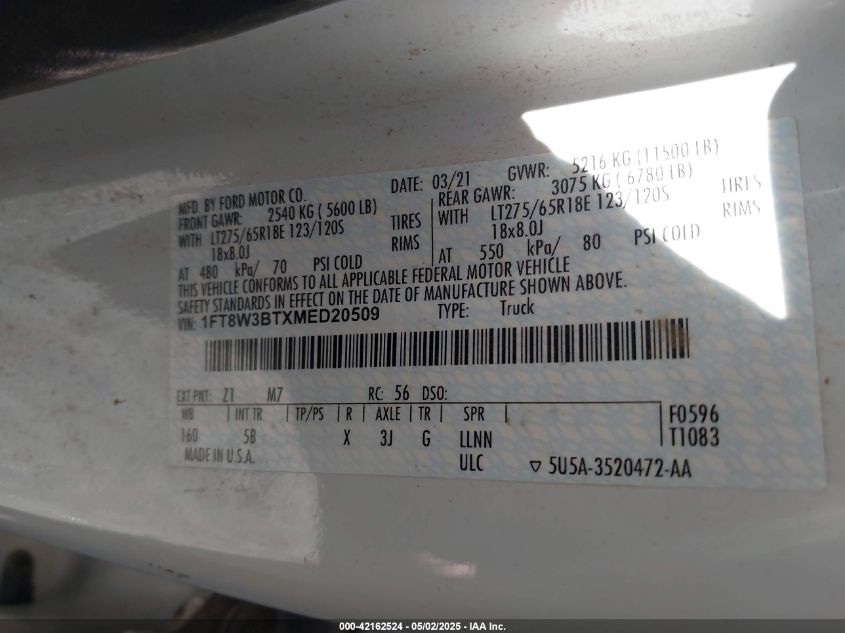 MFD. BY FORD MOTOR CO. DATE: 03/21 GVWR: 5216 KG (11500 LB)
FRONT GAWR: 2540 KG ( 5600 LB) REAR GAWR: 3075 KG ( 6780 LB)
WITH LT275/65R18E 123/120S TIRES WITH LT275/65R18E 123/120S TIRES
18x8.0J RIMS 18x8.0J RIMS
AT 480 kPa/ 70 PSI COLD AT 550 kPa/ 80 PSI COLD
THIS VEHICLE CONFORMS TO ALL APPLICABLE FEDERAL MOTOR VEHICLE
SAFETY STANDARDS IN EFFECT ON THE DATE OF MANUFACTURE SHOWN ABOVE.
VIN: 1FT8W3BTXMED20509 TYPE: Truck
EXT PNT: Z1 M7 RC: 56 DSO:
WB INT TR TP/PS R AXLE TR SPR F0596
160 5B X 3J G LLNN T1083
MADE IN U.S.A. ULC ▽ 5U5A-3520472-AA
000-42162524 - 05/02/2025 - IAA Inc.